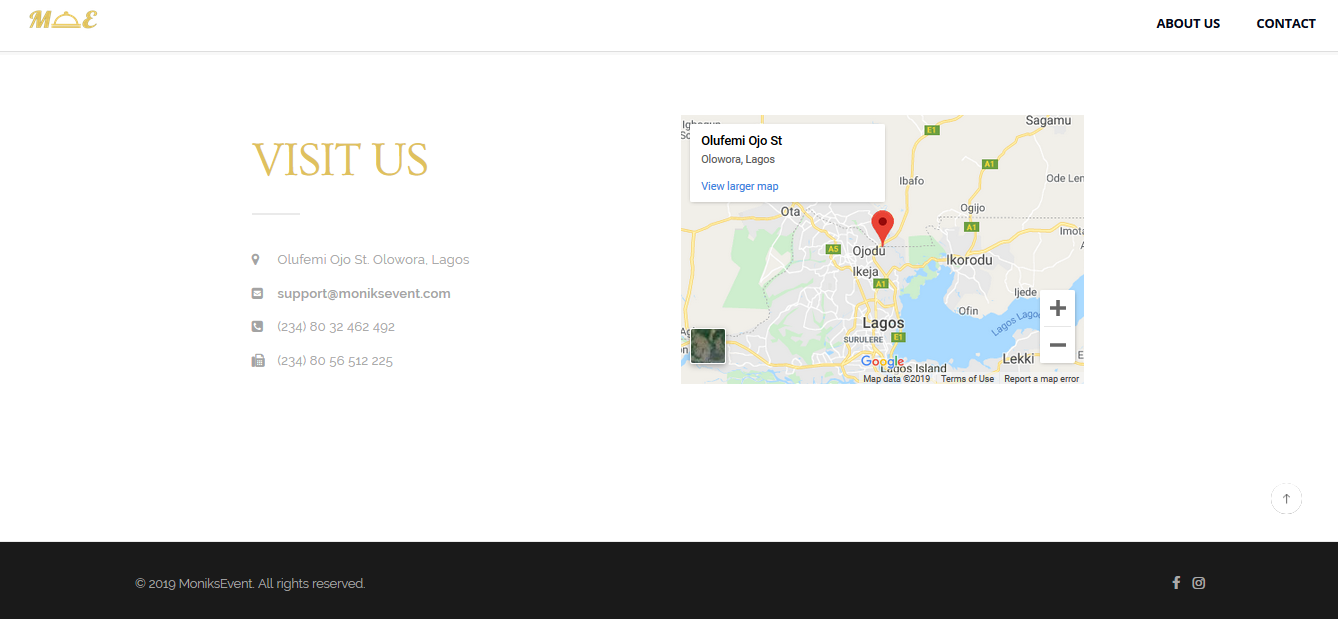 M E
ABOUT US
CONTACT
VISIT US
Olufemi Ojo St. Olowora, Lagos
support@moniksevent.com
(234) 80 32 462 492
(234) 80 56 512 225
Olufemi Ojo St
Olowora, Lagos
View larger map
Sagamu
E1
A1
Ibafo
Ode Len
Ota
Ogijo
A1
Imota
A5
Ojodu
Ikorodu
Ikeja
A1
Ijede
Ofin
Lagos Lago
Lagos
SURULERE
E1
Lekki
Google
Lagos Island
Map data ©2019 Terms of Use Report a map error
© 2019 MoniksEvent. All rights reserved.